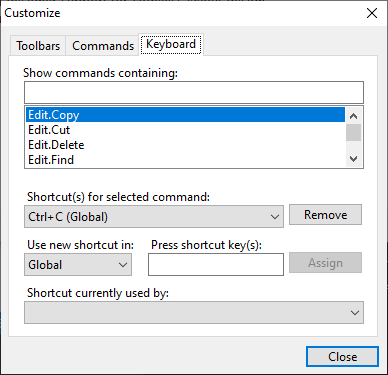 Customize
Toolbars Commands Keyboard
Show commands containing:
Edit.Copy
Edit.Cut
Edit.Delete
Edit.Find
Shortcut(s) for selected command:
Ctrl+C (Global) Remove
Use new shortcut in: Press shortcut key(s):
Global Assign
Shortcut currently used by:
Close